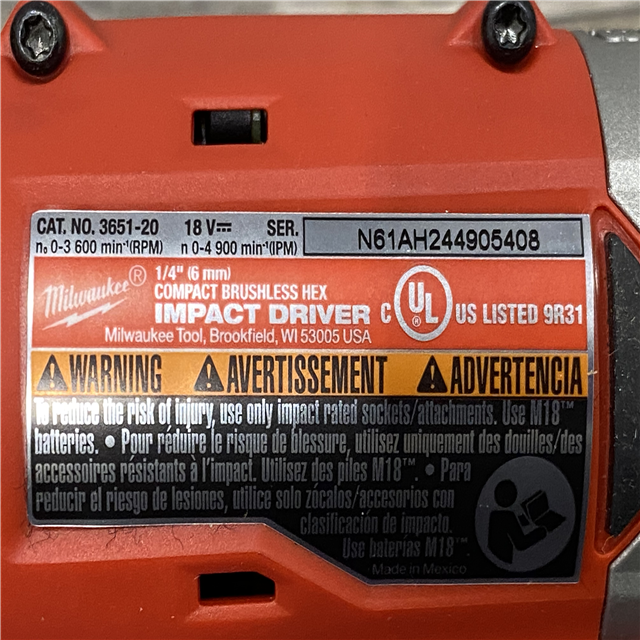 CAT. NO. 3651-20 18 V⎓ SER. N61AH244905408
n₀ 0-3 600 min⁻¹(RPM) n 0-4 900 min⁻¹(IPM)
Milwaukee®
1/4" (6 mm)
COMPACT BRUSHLESS HEX
IMPACT DRIVER
Milwaukee Tool, Brookfield, WI 53005 USA
C UL® US LISTED 9R31
WARNING AVERTISSEMENT ADVERTENCIA
To reduce the risk of injury, use only impact rated sockets/attachments. Use M18™
batteries. • Pour réduire le risque de blessure, utilisez uniquement des douilles/des
accessoires résistants à l'impact. Utilisez des piles M18™. • Para
reducir el riesgo de lesiones, utilice solo zócalos/accesorios con
clasificación de impacto.
Use baterías M18™.
Made in Mexico